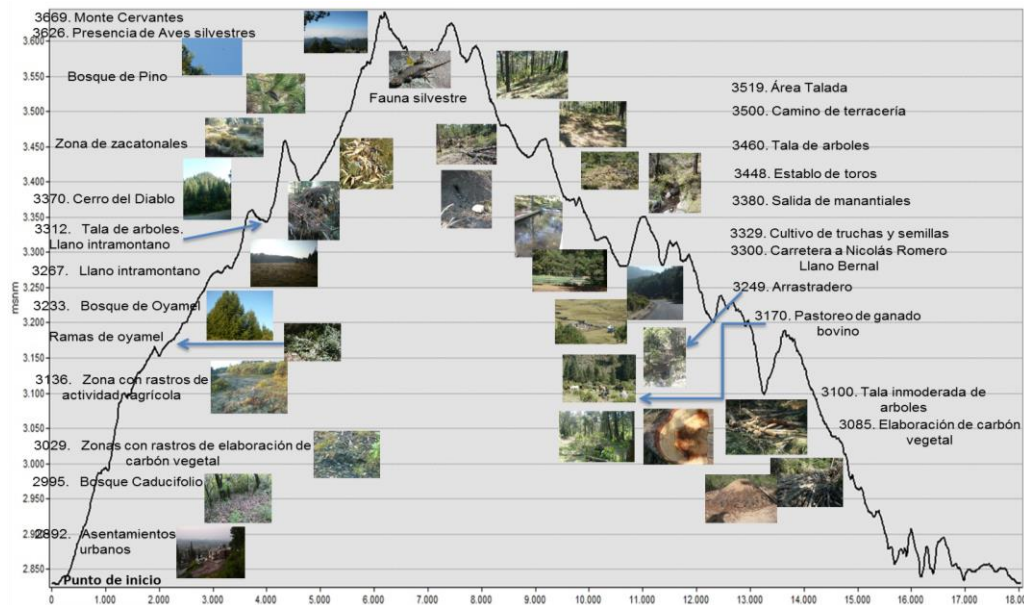 3669. Monte Cervantes
3626. Presencia de Aves silvestres
Bosque de Pino
Zona de zacatonales
3370. Cerro del Diablo
3312. Tala de arboles.
Llano intramontano
3267. Llano intramontano
3233. Bosque de Oyamel
Ramas de oyamel
3136. Zona con rastros de
actividad agrícola
3029. Zonas con rastros de elaboración de
carbón vegetal
2995. Bosque Caducifolio
2892. Asentamientos
urbanos
Punto de inicio
Fauna silvestre
3519. Área Talada
3500. Camino de terracería
3460. Tala de arboles
3448. Establo de toros
3380. Salida de manantiales
3329. Cultivo de truchas y semillas
3300. Carretera a Nicolás Romero
Llano Bernal
3249. Arrastradero
3170. Pastoreo de ganado
bovino
3100. Tala inmoderada de
arboles
3085. Elaboración de carbón
vegetal
msnm
3.600
3.550
3.500
3.450
3.400
3.350
3.300
3.250
3.200
3.150
3.100
3.050
3.000
2.950
2.850
0 1.000 2.000 3.000 4.000 5.000 6.000 7.000 8.000 9.000 10.000 11.000 12.000 13.000 14.000 15.000 16.000 17.000 18.00